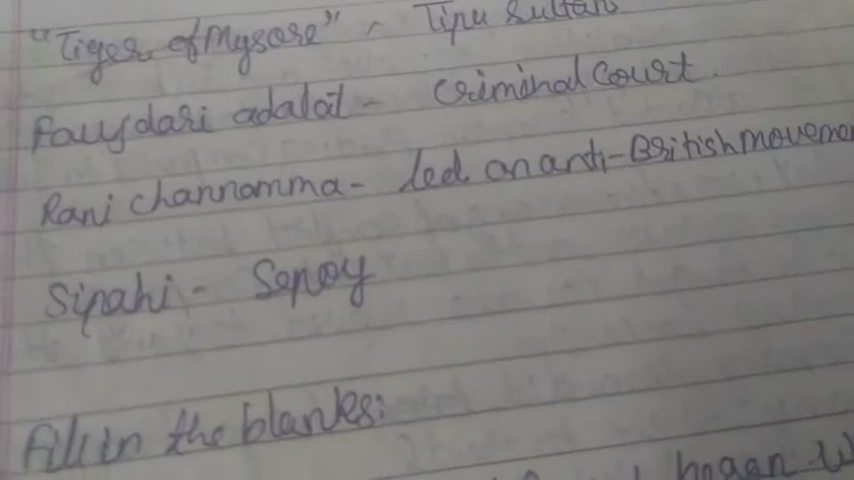 "Tiger of Mysore" - Tipu Sultan
Faujdari adalat - Criminal Court.
Rani Channamma - led an anti-British
Sipahi - Sepoy
Fill in the blanks:
began